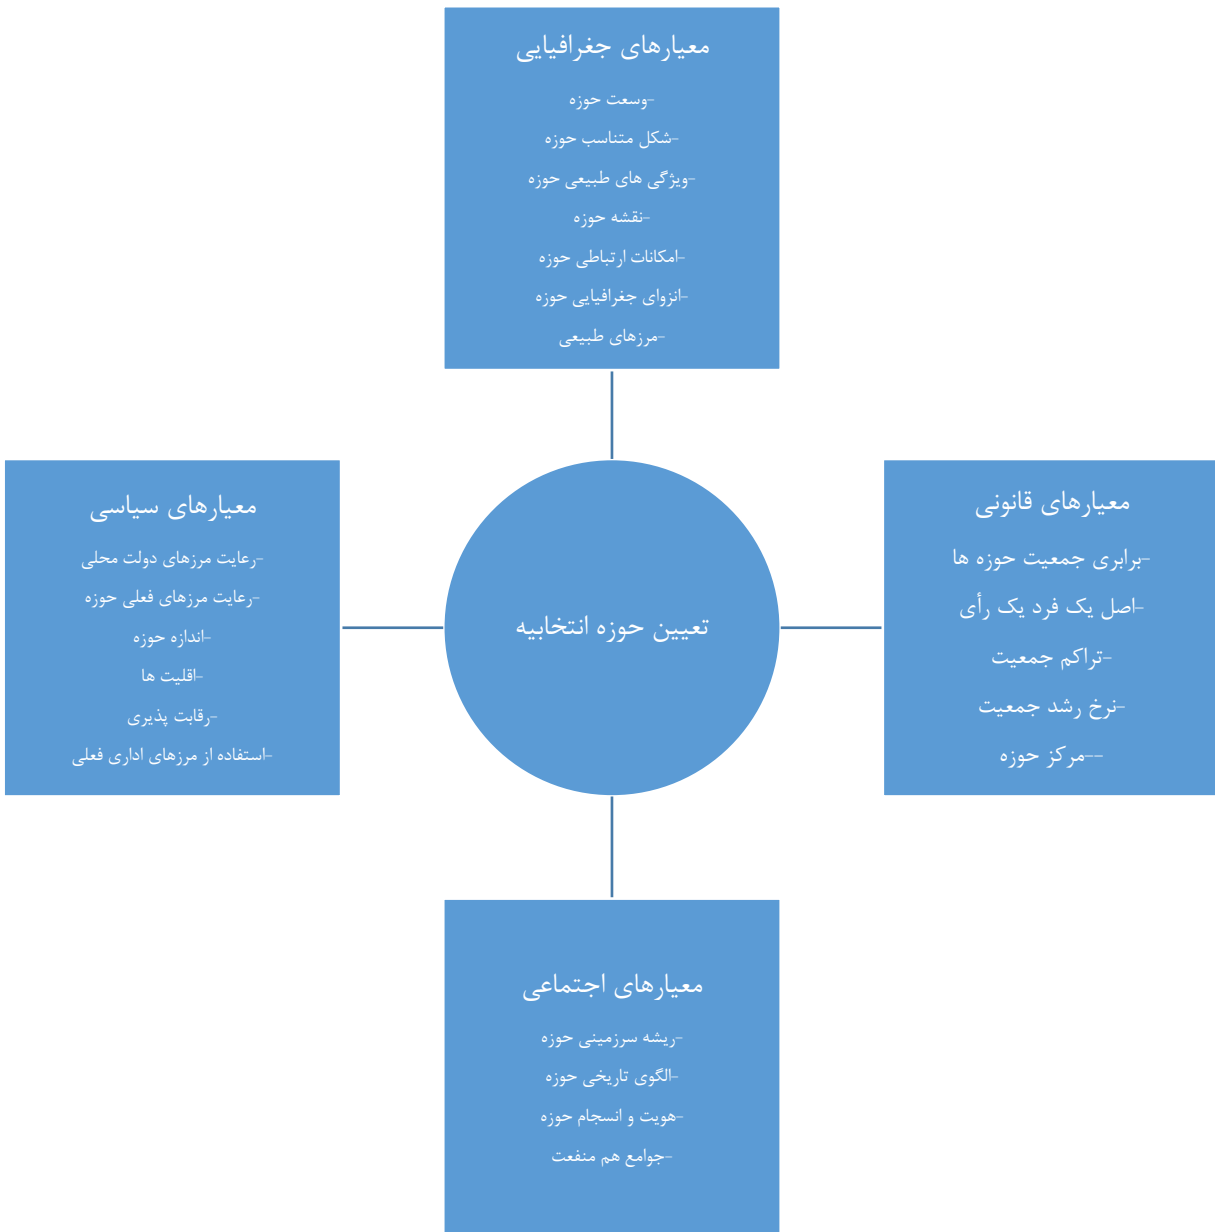 معیارهای جغرافیایی
-وسعت حوزه
-شکل متناسب حوزه
-ویژگی های طبیعی حوزه
-نقشه حوزه
-امکانات ارتباطی حوزه
-انزوای جغرافیایی حوزه
-مرزهای طبیعی
معیارهای قانونی
-برابری جمعیت حوزه ها
-اصل یک فرد یک رأی
-تراکم جمعیت
-نرخ رشد جمعیت
--مرکز حوزه
تعیین حوزه انتخابیه
معیارهای سیاسی
-رعایت مرزهای دولت محلی
-رعایت مرزهای فعلی حوزه
-اندازه حوزه
-اقلیت ها
-رقابت پذیری
-استفاده از مرزهای اداری فعلی
معیارهای اجتماعی
-ریشه سرزمینی حوزه
-الگوی تاریخی حوزه
-هویت و انسجام حوزه
-جوامع هم منفعت